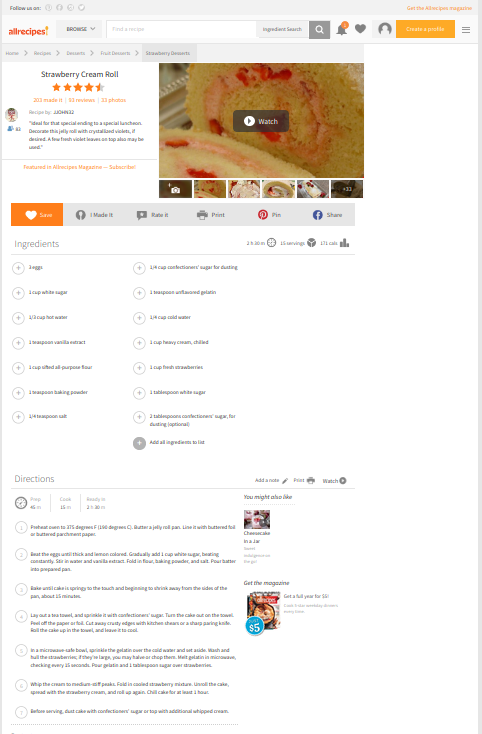 Follow us on:
Get the Allrecipes magazine
allrecipes!
BROWSE
Find a recipe
Ingredient Search
Create a profile
Home
Recipes
Desserts
Fruit Desserts
Strawberry Desserts
Strawberry Cream Roll
203 made it | 93 reviews | 33 photos
Recipe by: JJOHN32
"Ideal for that special ending to a special luncheon.
Decorate this jelly roll with crystallized violets, if
desired. A few fresh violet leaves on top also may be
used."
Featured in Allrecipes Magazine — Subscribe!
Watch
+33
Save
I Made It
Rate it
Print
Pin
Share
Ingredients
2 h 30 m
15 servings
171 cals
3 eggs
1 cup white sugar
1/3 cup hot water
1 teaspoon vanilla extract
1 cup sifted all-purpose flour
1 teaspoon baking powder
1/4 teaspoon salt
1/4 cup confectioners' sugar for dusting
1 teaspoon unflavored gelatin
1/4 cup cold water
1 cup heavy cream, chilled
1 cup fresh strawberries
1 tablespoon white sugar
2 tablespoons confectioners' sugar, for
dusting (optional)
Add all ingredients to list
Directions
Add a note
Print
Watch
Prep
45 m
Cook
15 m
Ready In
2 h 30 m
1 Preheat oven to 375 degrees F (190 degrees C). Butter a jelly roll pan. Line it with buttered foil
or buttered parchment paper.
2 Beat the eggs until thick and lemon colored. Gradually add 1 cup white sugar, beating
constantly. Stir in water and vanilla extract. Fold in flour, baking powder, and salt. Pour batter
into prepared pan.
3 Bake until cake is springy to the touch and beginning to shrink away from the sides of the
pan, about 15 minutes.
4 Lay out a tea towel, and sprinkle it with confectioners' sugar. Turn the cake out on the towel.
Peel off the paper or foil. Cut away crusty edges with kitchen shears or a sharp paring knife.
Roll the cake up in the towel, and leave it to cool.
5 In a microwave-safe bowl, sprinkle the gelatin over the cold water and set aside. Wash and
hull the strawberries, if they're large, you may halve or chop them. Melt gelatin in microwave,
checking every 15 seconds. Pour gelatin and 1 tablespoon sugar over strawberries.
6 Whip the cream to medium-stiff peaks. Fold in cooled strawberry mixture. Unroll the cake,
spread with the strawberry cream, and roll up again. Chill cake for at least 1 hour.
7 Before serving, dust cake with confectioners' sugar or top with additional whipped cream.
You might also like
Cheesecake
in a Jar
Get the magazine
Get a full year for $5!
$5